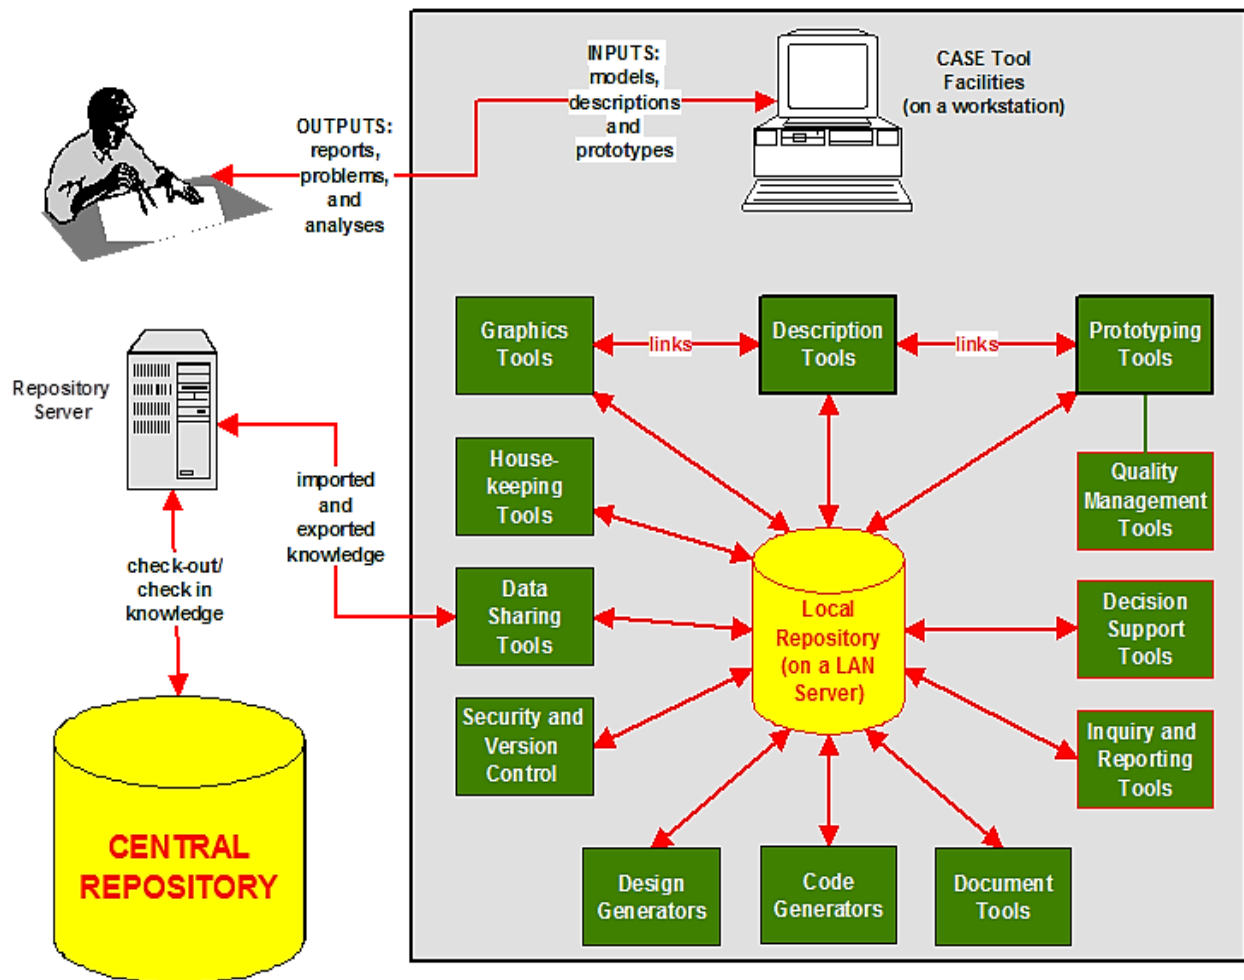 INPUTS:
models,
descriptions
and
prototypes
CASE Tool
Facilities
(on a workstation)
OUTPUTS:
reports,
problems,
and
analyses
Graphics
Tools
links
Description
Tools
links
Prototyping
Tools
Repository
Server
House-
keeping
Tools
Quality
Management
Tools
imported
and
exported
knowledge
check-out/
check in
knowledge
Data
Sharing
Tools
Local
Repository
(on a LAN
Server)
Decision
Support
Tools
Security and
Version
Control
Inquiry and
Reporting
Tools
CENTRAL
REPOSITORY
Design
Generators
Code
Generators
Document
Tools